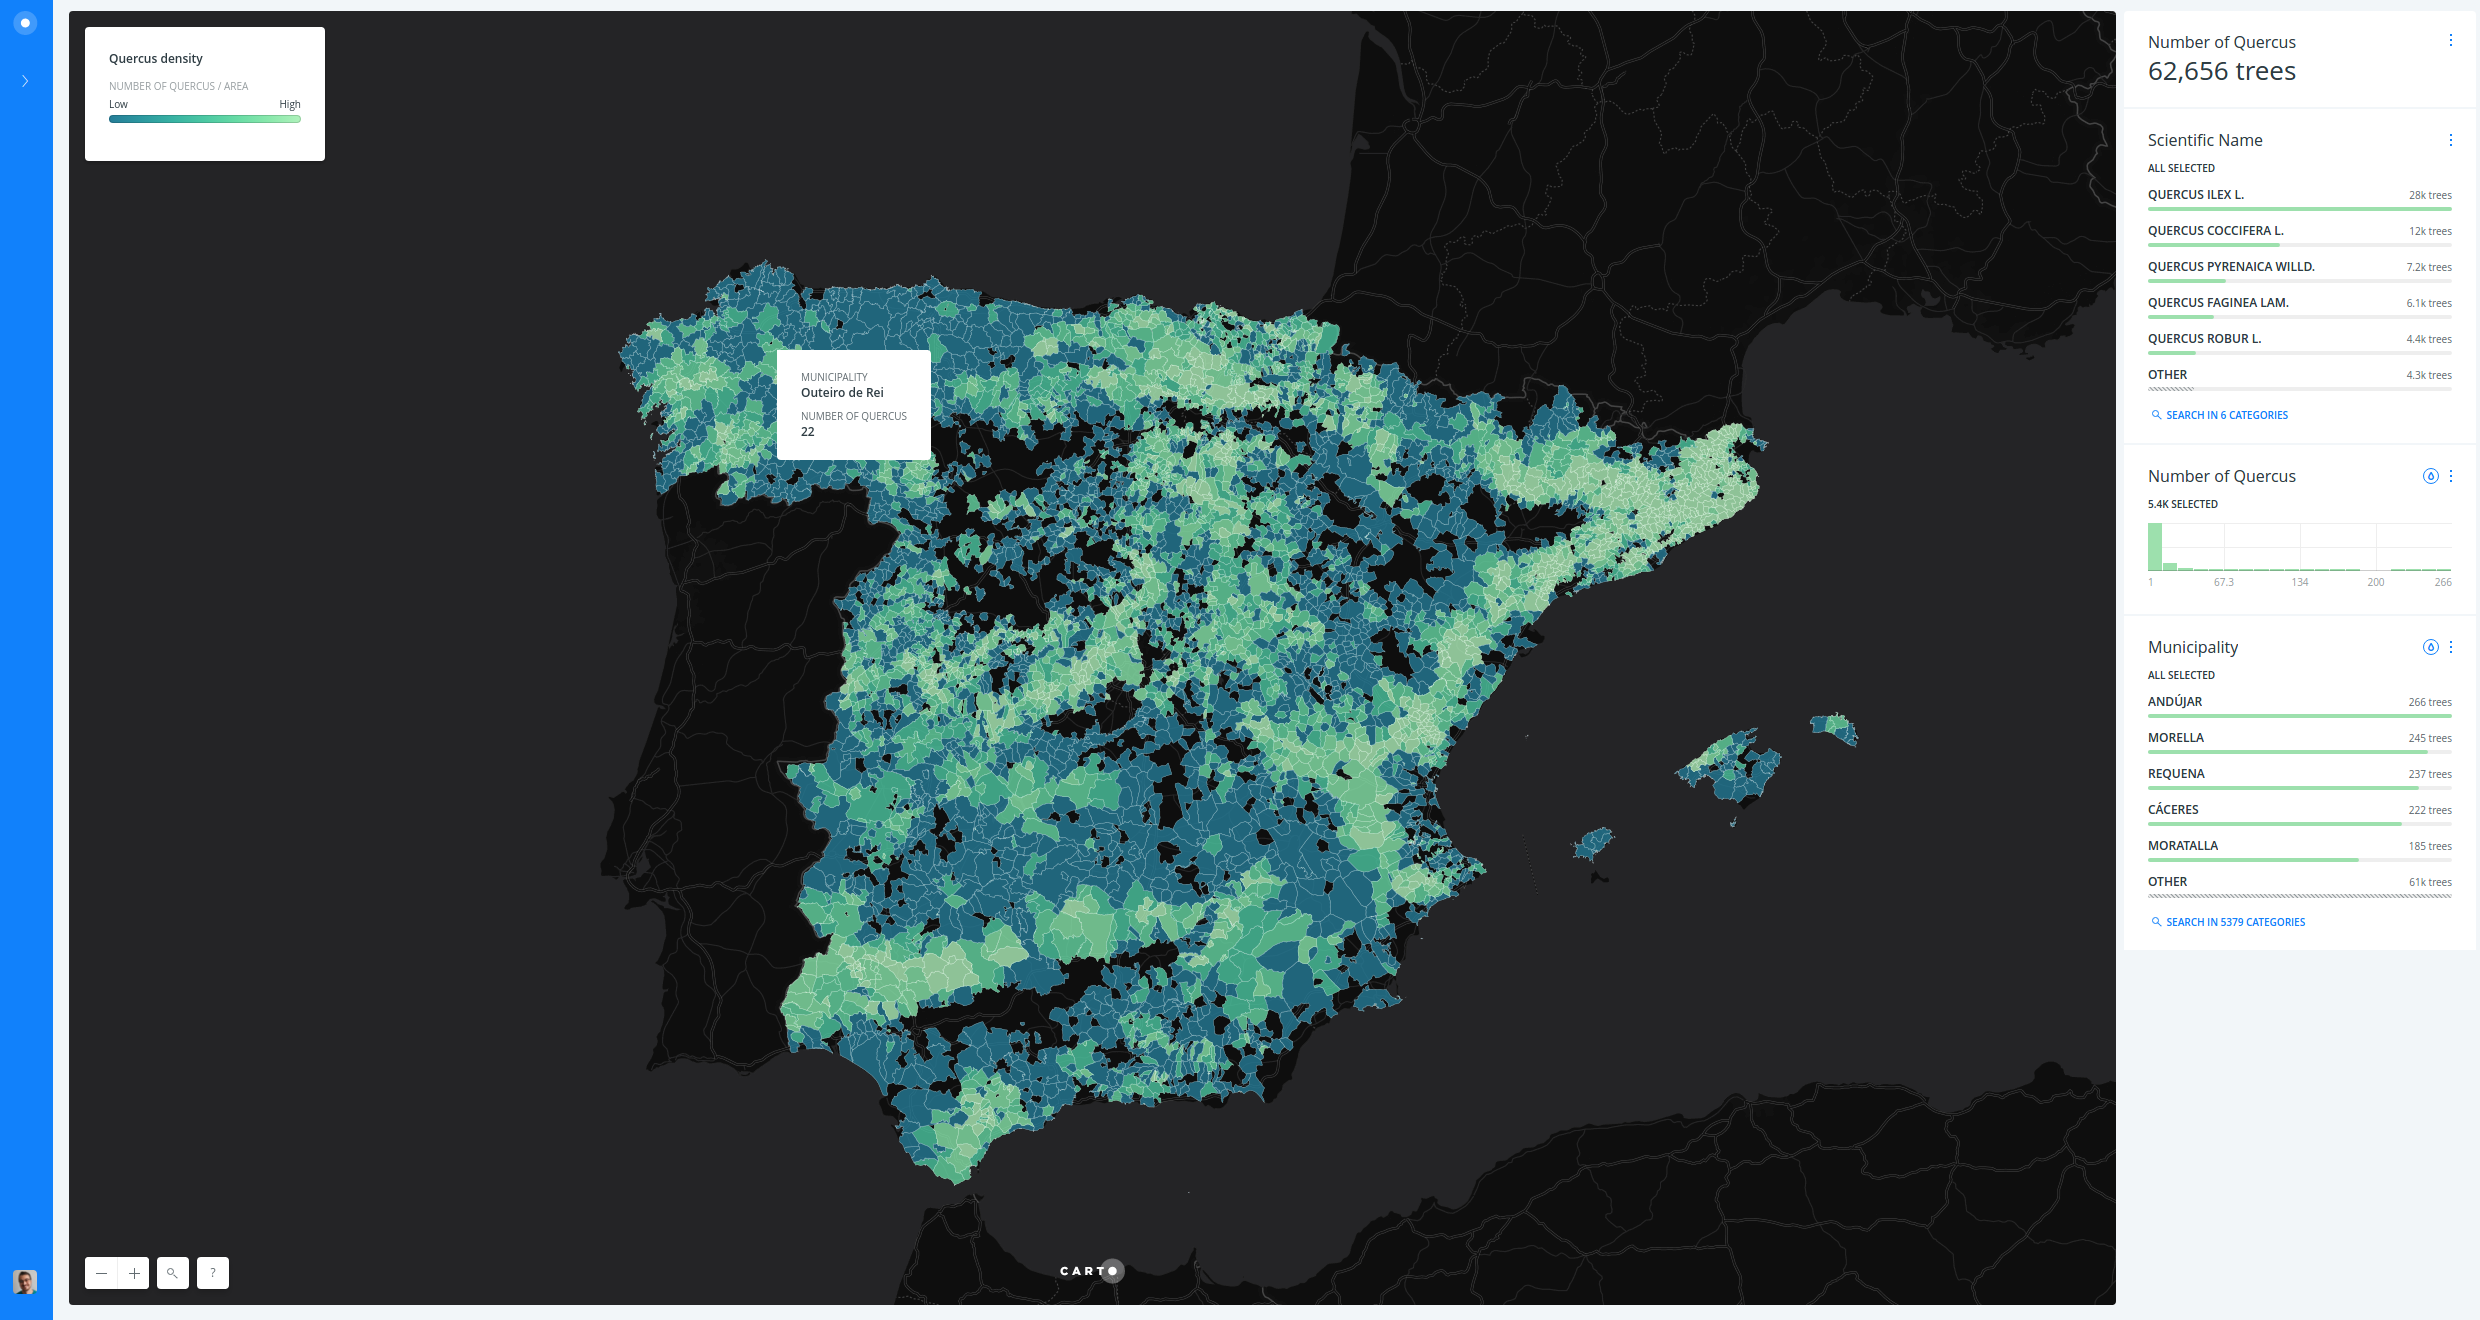 Quercus density
NUMBER OF QUERCUS / AREA
Low High
MUNICIPALITY
Outeiro de Rei
NUMBER OF QUERCUS
22
?
CARTO
Number of Quercus
62,656 trees
Scientific Name
ALL SELECTED
QUERCUS ILEX L. 28k trees
QUERCUS COCCIFERA L. 12k trees
QUERCUS PYRENAICA WILLD. 7.2k trees
QUERCUS FAGINEA LAM. 6.1k trees
QUERCUS ROBUR L. 4.4k trees
OTHER 4.3k trees
SEARCH IN 6 CATEGORIES
Number of Quercus
5.4K SELECTED
1 67.3 134 200 266
Municipality
ALL SELECTED
ANDÚJAR 266 trees
MORELLA 245 trees
REQUENA 237 trees
CÁCERES 222 trees
MORATALLA 185 trees
OTHER 61k trees
SEARCH IN 5379 CATEGORIES